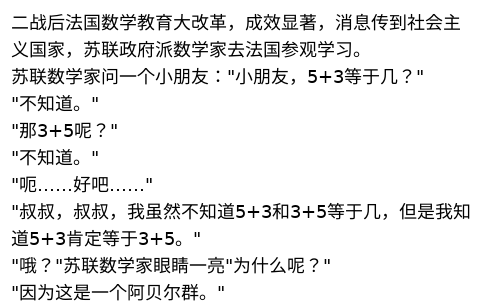 二战后法国数学教育大改革，成效显著，消息传到社会主
义国家，苏联政府派数学家去法国参观学习。
苏联数学家问一个小朋友："小朋友，5+3等于几？"
"不知道。"
"那3+5呢？"
"不知道。"
"呃......好吧......"
"叔叔，叔叔，我虽然不知道5+3和3+5等于几，但是我知
道5+3肯定等于3+5。"
"哦？"苏联数学家眼睛一亮"为什么呢？"
"因为这是一个阿贝尔群。"